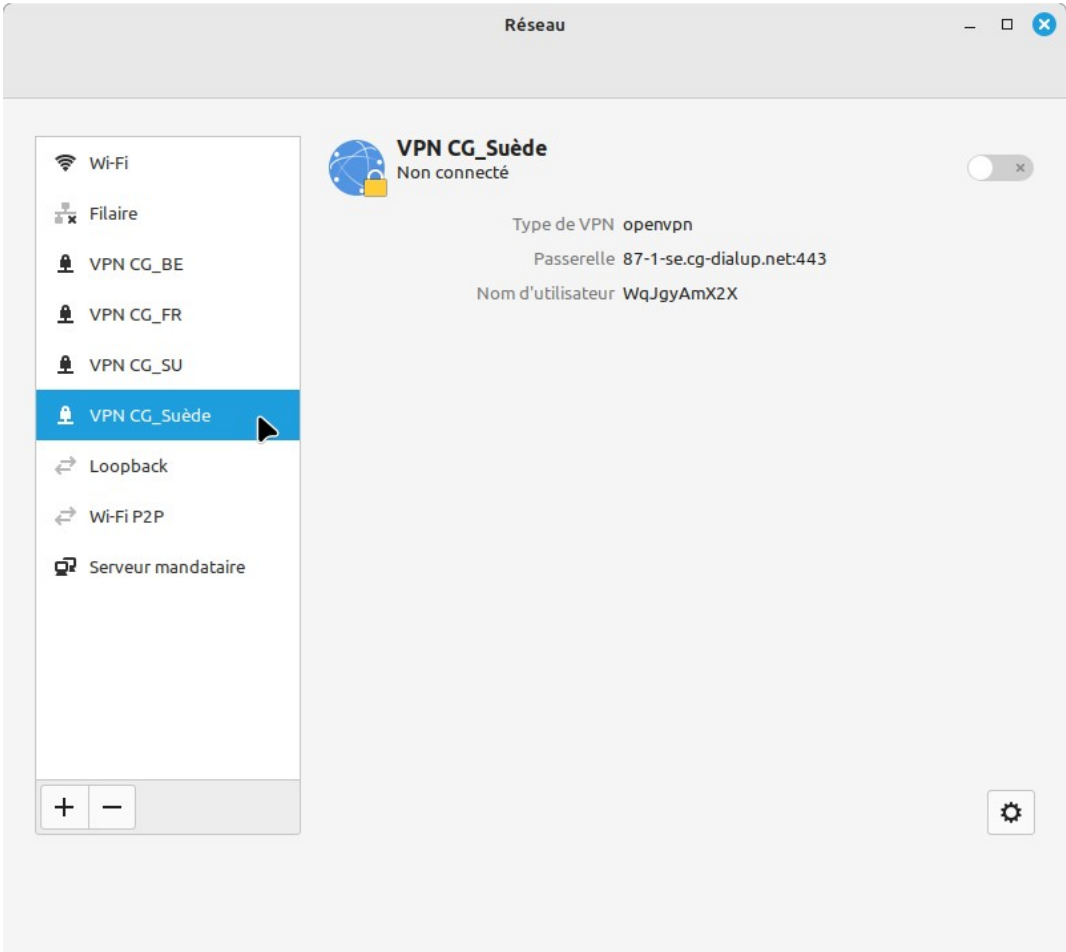 Réseau
Wi-Fi
Filaire
VPN CG_BE
VPN CG_FR
VPN CG_SU
VPN CG_Suède
Loopback
Wi-Fi P2P
Serveur mandataire
VPN CG_Suède
Non connecté
Type de VPN openvpn
Passerelle 87-1-se.cg-dialup.net:443
Nom d'utilisateur WqJgyAmX2X